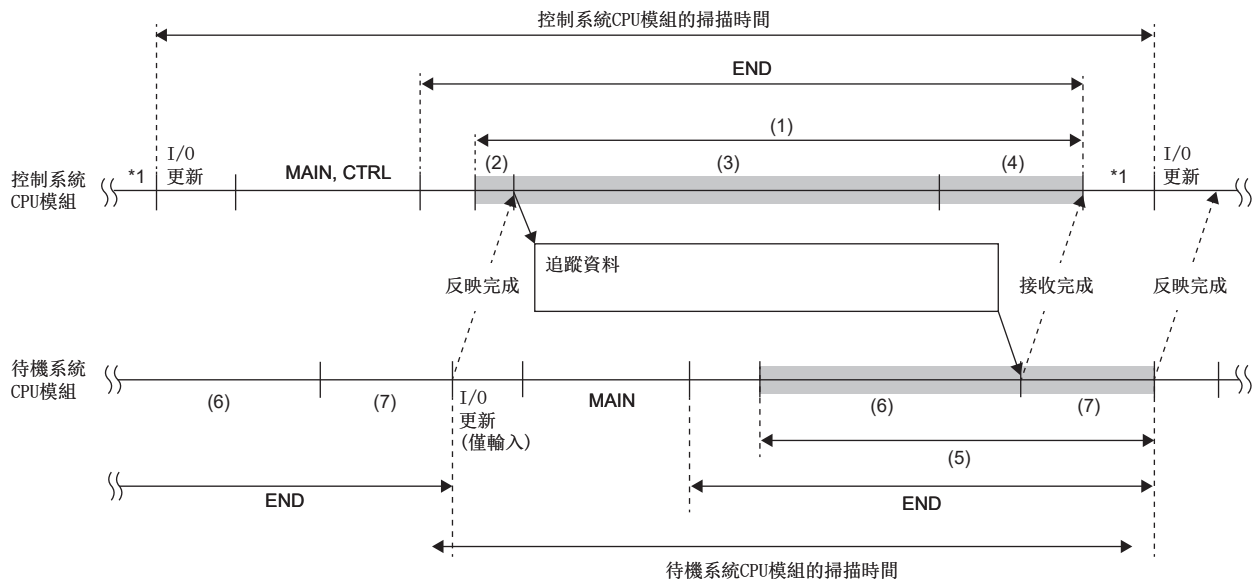 控制系統CPU模組的掃描時間
END
(1)
*1
I/O
更新
MAIN, CTRL
(2)
(3)
(4)
*1
I/O
更新
控制系統
CPU模組
追蹤資料
反映完成
接收完成
反映完成
待機系統
CPU模組
(6)
(7)
I/O
更新
(僅輸入)
MAIN
(6)
(7)
(5)
END
END
待機系統CPU模組的掃描時間